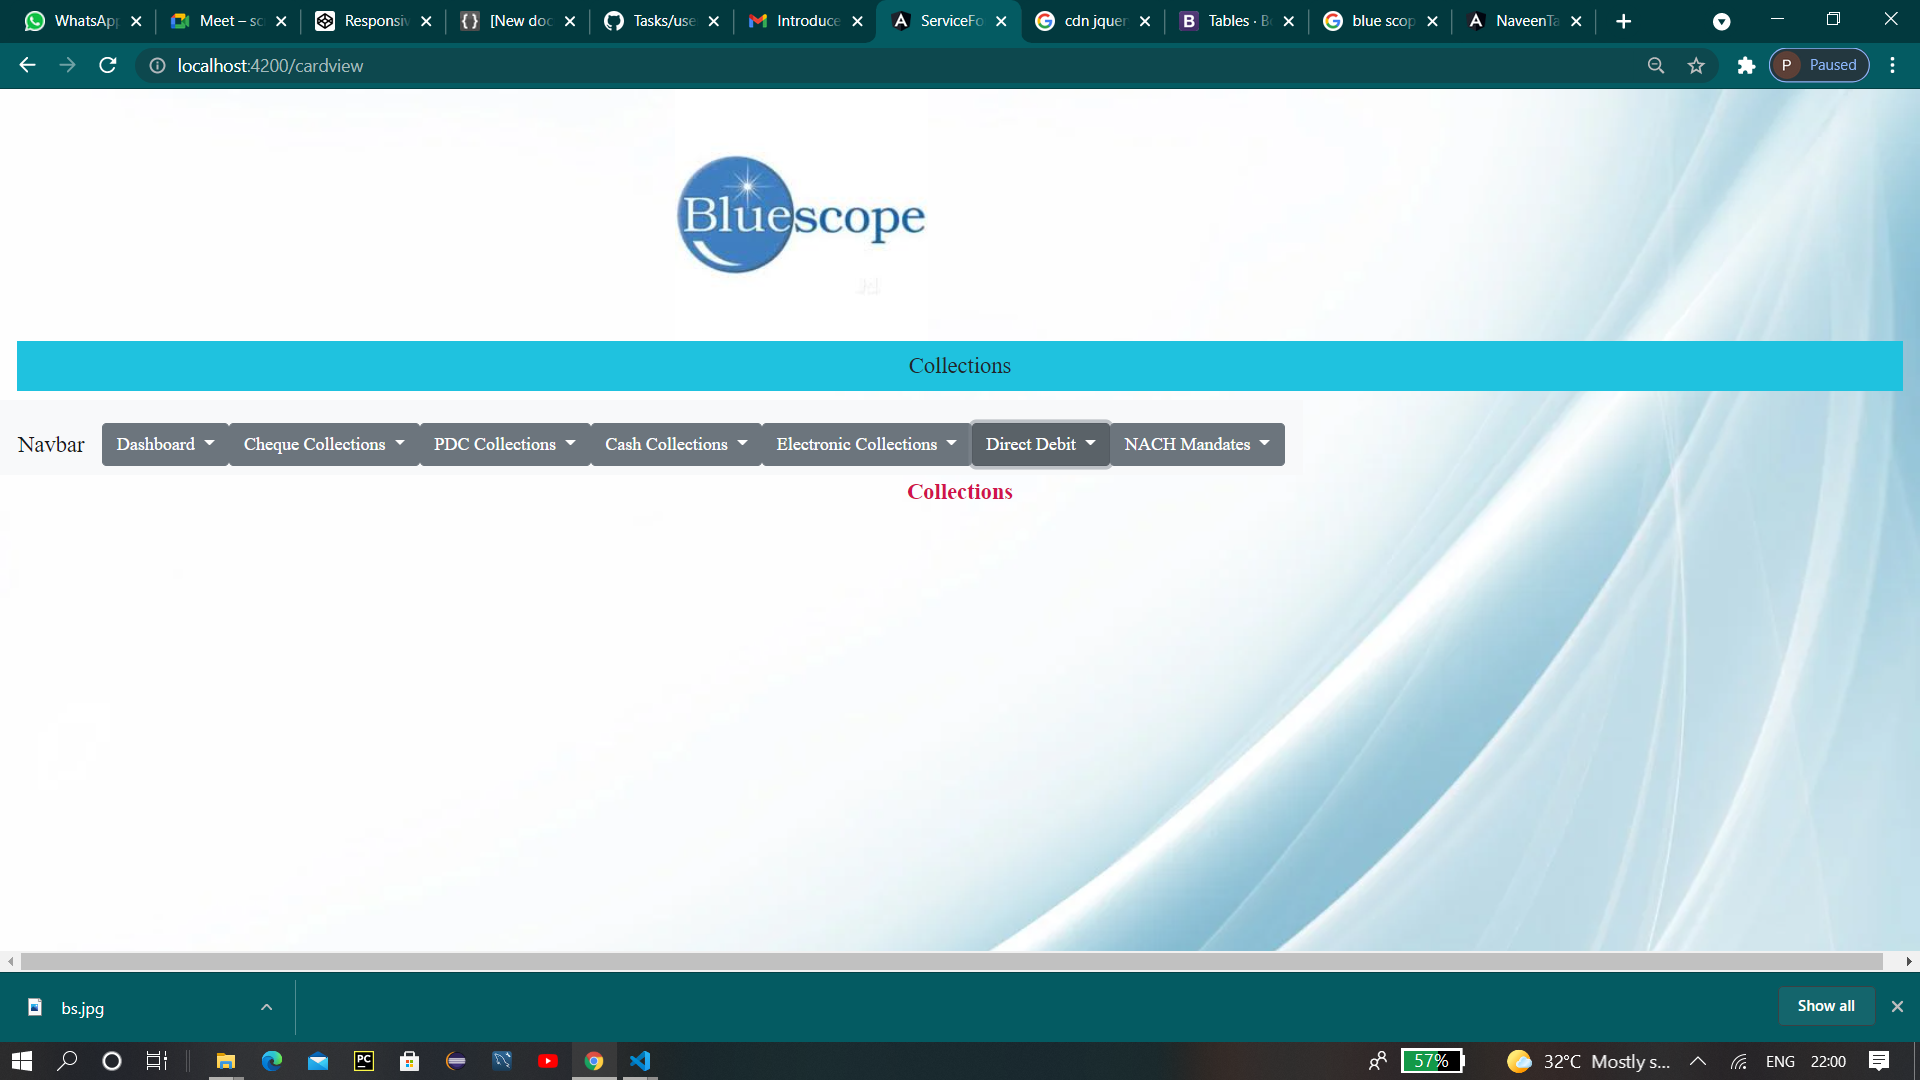 WhatsApp Meet – sc Responsiv [New doc Tasks/use Introduce ServiceFo cdn jquer Tables · B blue scop NaveenTa
localhost:4200/cardview P Paused
Bluescope
Collections
Navbar Dashboard Cheque Collections PDC Collections Cash Collections Electronic Collections Direct Debit NACH Mandates
Collections
bs.jpg Show all
PC 57% 32°C Mostly s... ENG 22:00